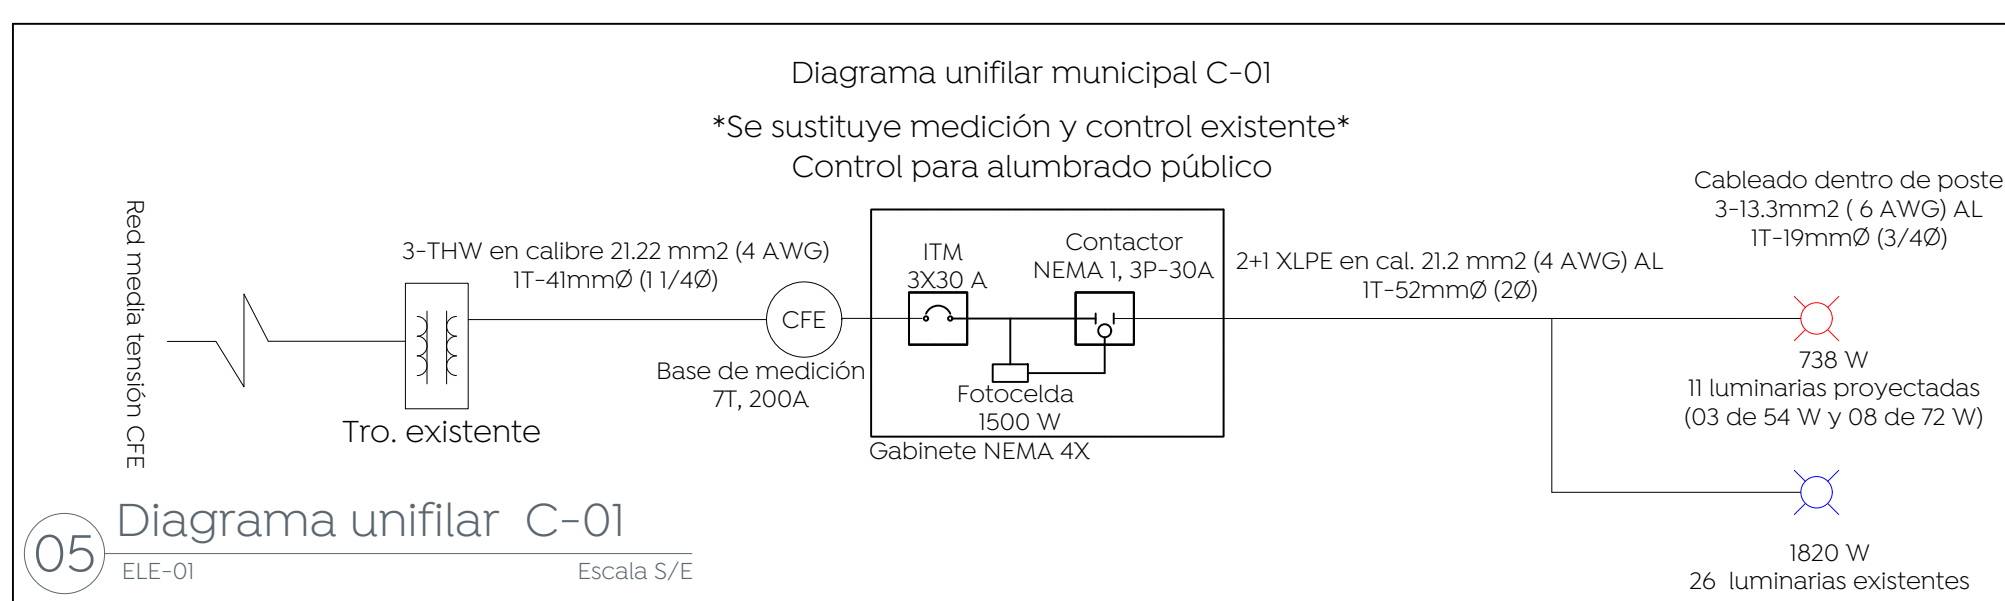 Diagrama unifilar municipal C-01
*Se sustituye medición y control existente*
Control para alumbrado público
Red media tensión CFE
Tro. existente
3-THW en calibre 21.22 mm2 (4 AWG)
1T-41mmØ (1 1/4Ø)
CFE
Base de medición
7T, 200A
ITM
3X30 A
Contactor
NEMA 1, 3P-30A
Fotocelda
1500 W
Gabinete NEMA 4X
2+1 XLPE en cal. 21.2 mm2 (4 AWG) AL
1T-52mmØ (2Ø)
Cableado dentro de poste
3-13.3mm2 ( 6 AWG) AL
1T-19mmØ (3/4Ø)
738 W
11 luminarias proyectadas
(03 de 54 W y 08 de 72 W)
1820 W
26 luminarias existentes
05
Diagrama unifilar C-01
ELE-01
Escala S/E